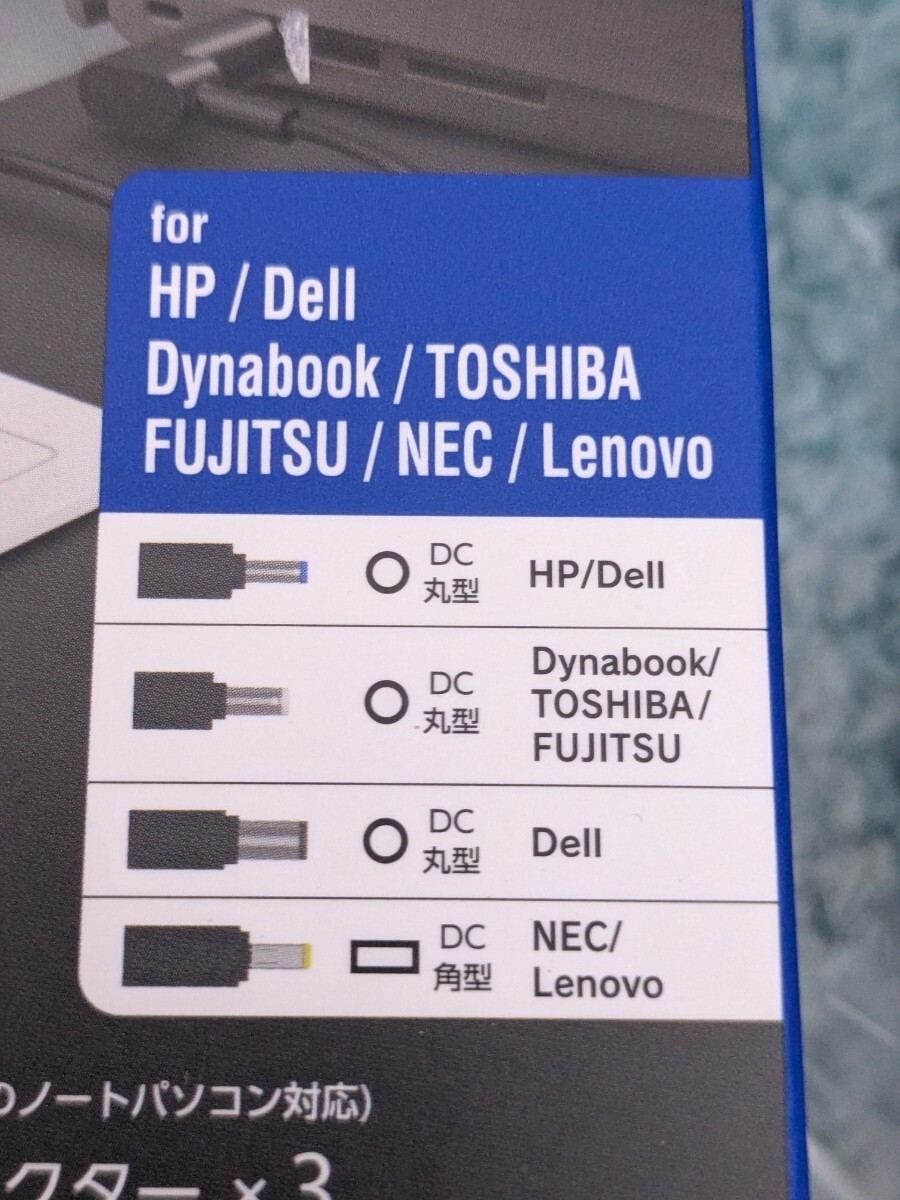 for
HP / Dell
Dynabook / TOSHIBA
FUJITSU / NEC / Lenovo
DC
丸型
HP/Dell
DC
丸型
Dynabook/
TOSHIBA/
FUJITSU
DC
丸型
Dell
DC
角型
NEC/
Lenovo
のノートパソコン対応)
クター × 3